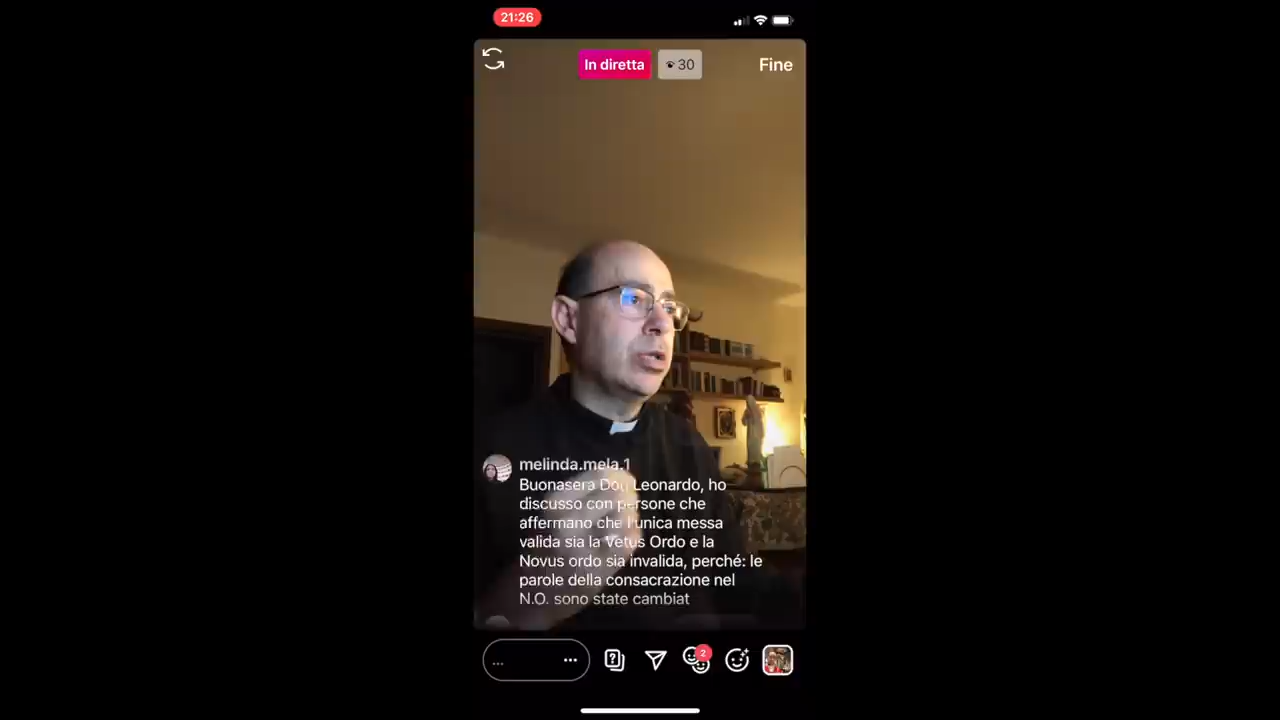 21:26
In diretta
30
Fine
melinda.mela.1
Buonasera Don Leonardo, ho
discusso con persone che
affermano che l'unica messa
valida sia la Vetus Ordo e la
Novus ordo sia invalida, perché: le
parole della consacrazione nel
N.O. sono state cambiat
...
2